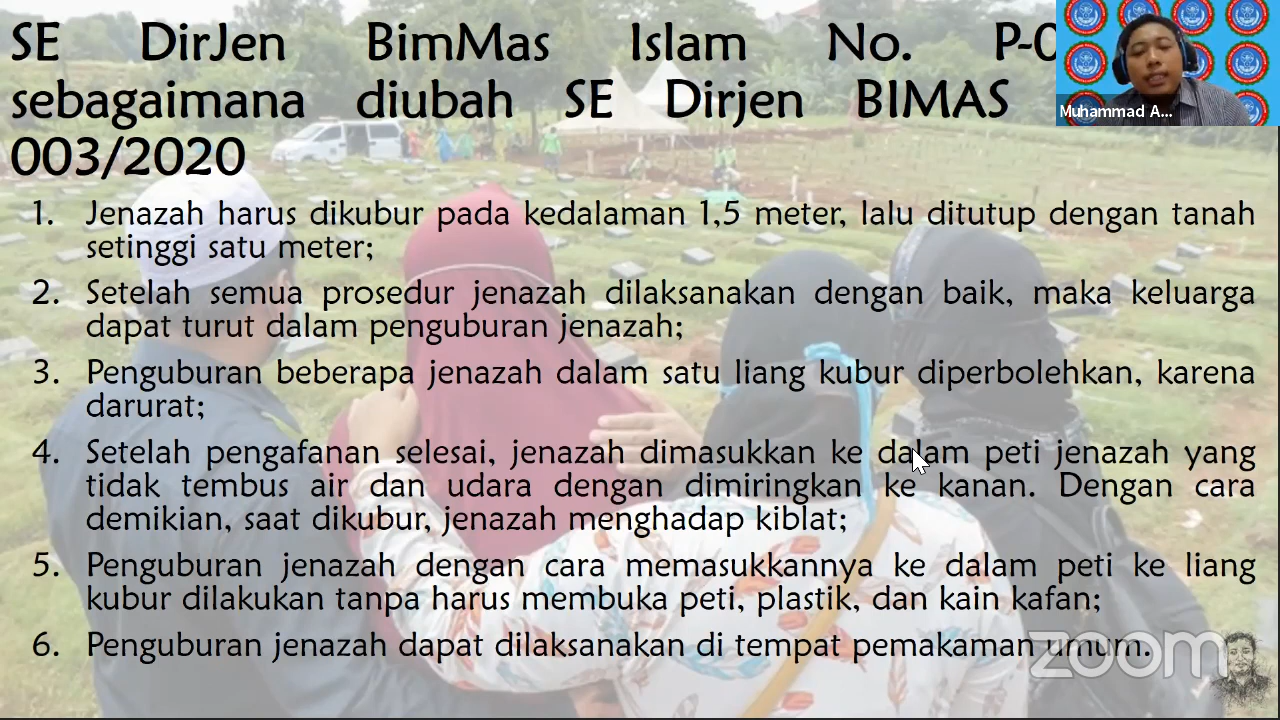 SE DirJen BimMas Islam No. P-0
sebagaimana diubah SE Dirjen BIMAS
003/2020
Muhammad A...
1. Jenazah harus dikubur pada kedalaman 1,5 meter, lalu ditutup dengan tanah
setinggi satu meter;
2. Setelah semua prosedur jenazah dilaksanakan dengan baik, maka keluarga
dapat turut dalam penguburan jenazah;
3. Penguburan beberapa jenazah dalam satu liang kubur diperbolehkan, karena
darurat;
4. Setelah pengafanan selesai, jenazah dimasukkan ke dalam peti jenazah yang
tidak tembus air dan udara dengan dimiringkan ke kanan. Dengan cara
demikian, saat dikubur, jenazah menghadap kiblat;
5. Penguburan jenazah dengan cara memasukkannya ke dalam peti ke liang
kubur dilakukan tanpa harus membuka peti, plastik, dan kain kafan;
6. Penguburan jenazah dapat dilaksanakan di tempat pemakaman umum.
zoom